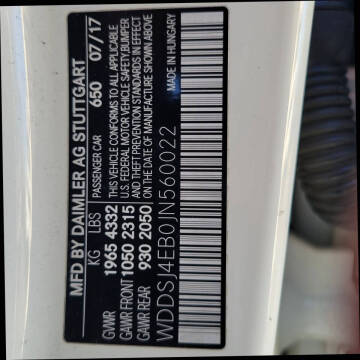 MFD BY DAIMLER AG STUTTGART
PASSENGER CAR 650 07/17
KG LBS
GVWR 1965 4332
GAWR FRONT 1050 2315
GAWR REAR 930 2050
THIS VEHICLE CONFORMS TO ALL APPLICABLE
U.S. FEDERAL MOTOR VEHICLE SAFETY, BUMPER
AND THEFT PREVENTION STANDARDS IN EFFECT
ON THE DATE OF MANUFACTURE SHOWN ABOVE
WDDSJ4EB0JN560022
MADE IN HUNGARY